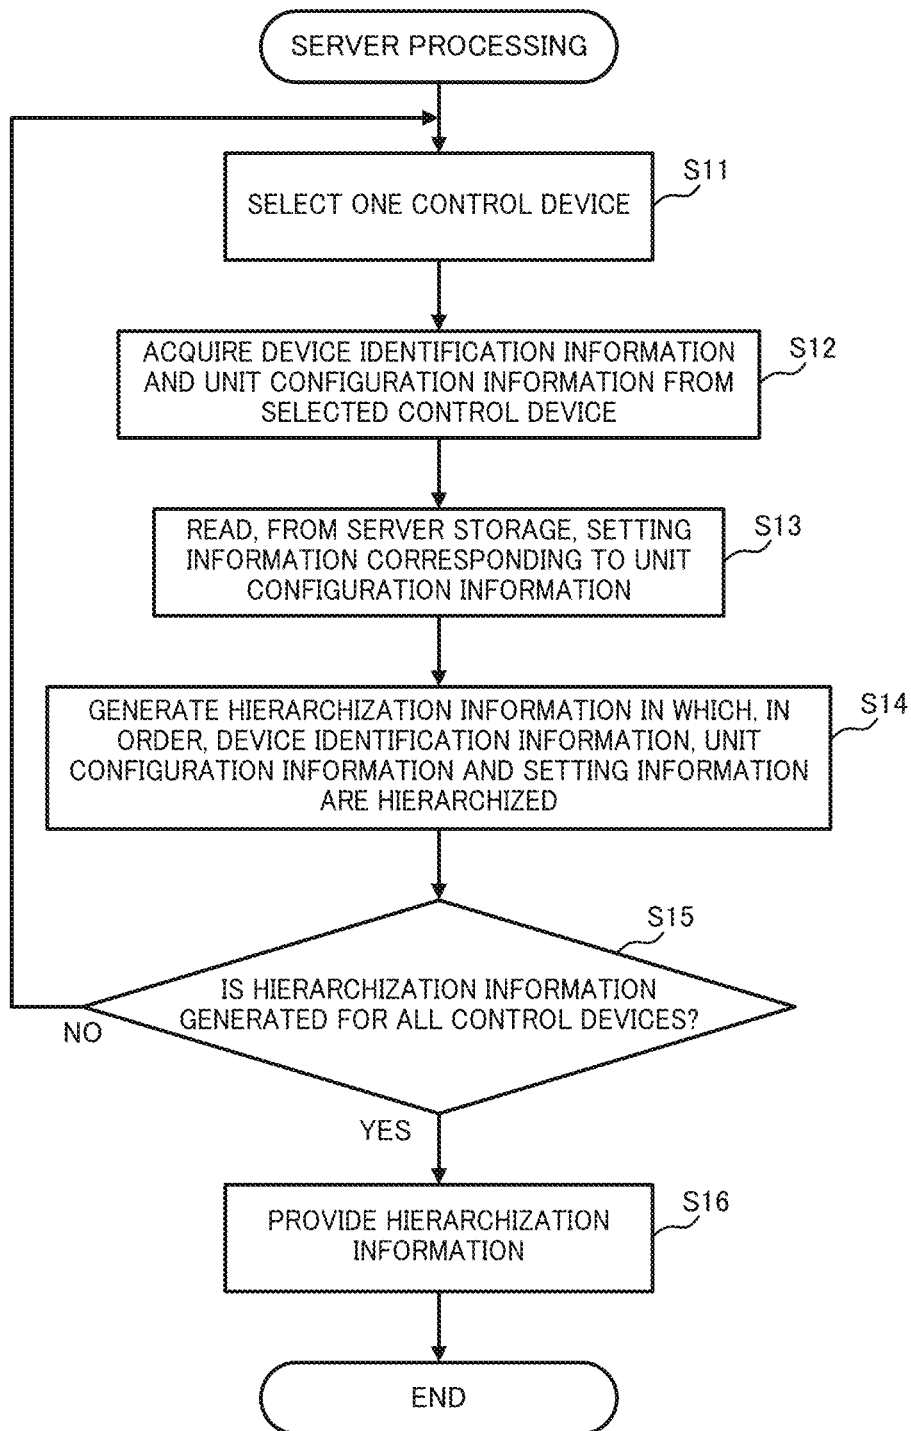 SERVER PROCESSING
S11
SELECT ONE CONTROL DEVICE
S12
ACQUIRE DEVICE IDENTIFICATION INFORMATION
AND UNIT CONFIGURATION INFORMATION FROM
SELECTED CONTROL DEVICE
S13
READ, FROM SERVER STORAGE, SETTING
INFORMATION CORRESPONDING TO UNIT
CONFIGURATION INFORMATION
S14
GENERATE HIERARCHIZATION INFORMATION IN WHICH, IN
ORDER, DEVICE IDENTIFICATION INFORMATION, UNIT
CONFIGURATION INFORMATION AND SETTING INFORMATION
ARE HIERARCHIZED
S15
IS HIERARCHIZATION INFORMATION
GENERATED FOR ALL CONTROL DEVICES?
NO
YES
S16
PROVIDE HIERARCHIZATION
INFORMATION
END